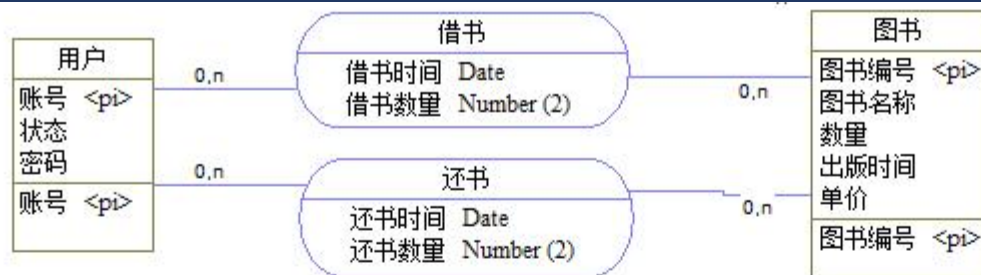 用户
账号 <pi>
状态
密码
账号 <pi>
0,n
0,n
借书
借书时间 Date
借书数量 Number (2)
还书
还书时间 Date
还书数量 Number (2)
0,n
0,n
图书
图书编号 <pi>
图书名称
数量
出版时间
单价
图书编号 <pi>